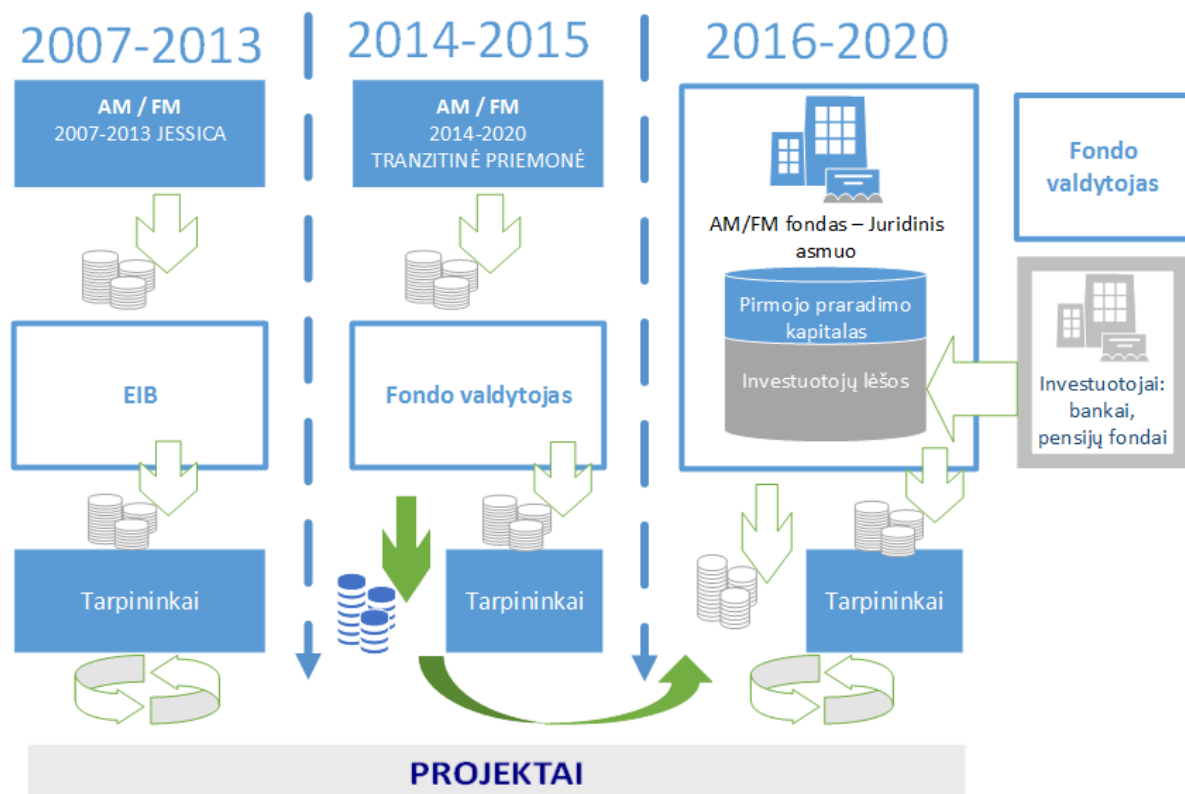 2007-2013
AM / FM
2007-2013 JESSICA
EIB
Tarpininkai
2014-2015
AM / FM
2014-2020
TRANZITINĖ PRIEMONĖ
Fondo valdytojas
Tarpininkai
2016-2020
AM/FM fondas – Juridinis
asmuo
Pirmojo praradimo
kapitalas
Investuotojų lėšos
Tarpininkai
Fondo
valdytojas
Investuotojai:
bankai,
pensijų fondai
PROJEKTAI